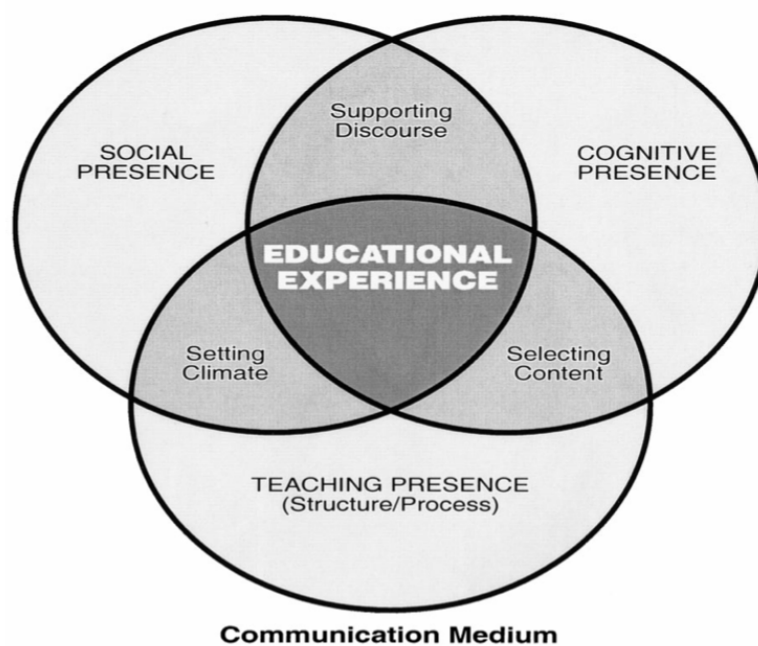 Supporting
Discourse
SOCIAL
PRESENCE
COGNITIVE
PRESENCE
EDUCATIONAL
EXPERIENCE
Setting
Climate
Selecting
Content
TEACHING PRESENCE
(Structure/Process)
Communication Medium